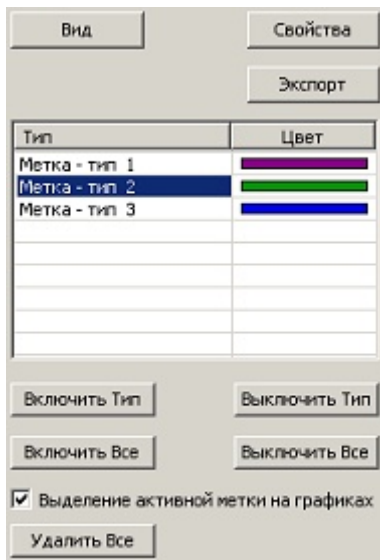 Вид Свойства
Экспорт
Тип Цвет
Метка - тип 1
Метка - тип 2
Метка - тип 3
Включить Тип Выключить Тип
Включить Все Выключить Все
Выделение активной метки на графиках
Удалить Все